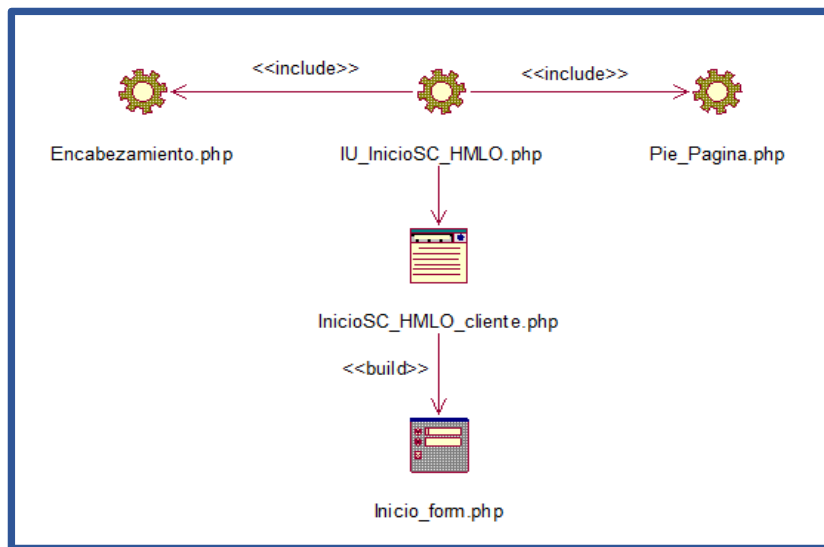 <<include>>
<<include>>
Encabezamiento.php
IU_InicioSC_HMLO.php
Pie_Pagina.php
InicioSC_HMLO_cliente.php
<<build>>
Inicio_form.php